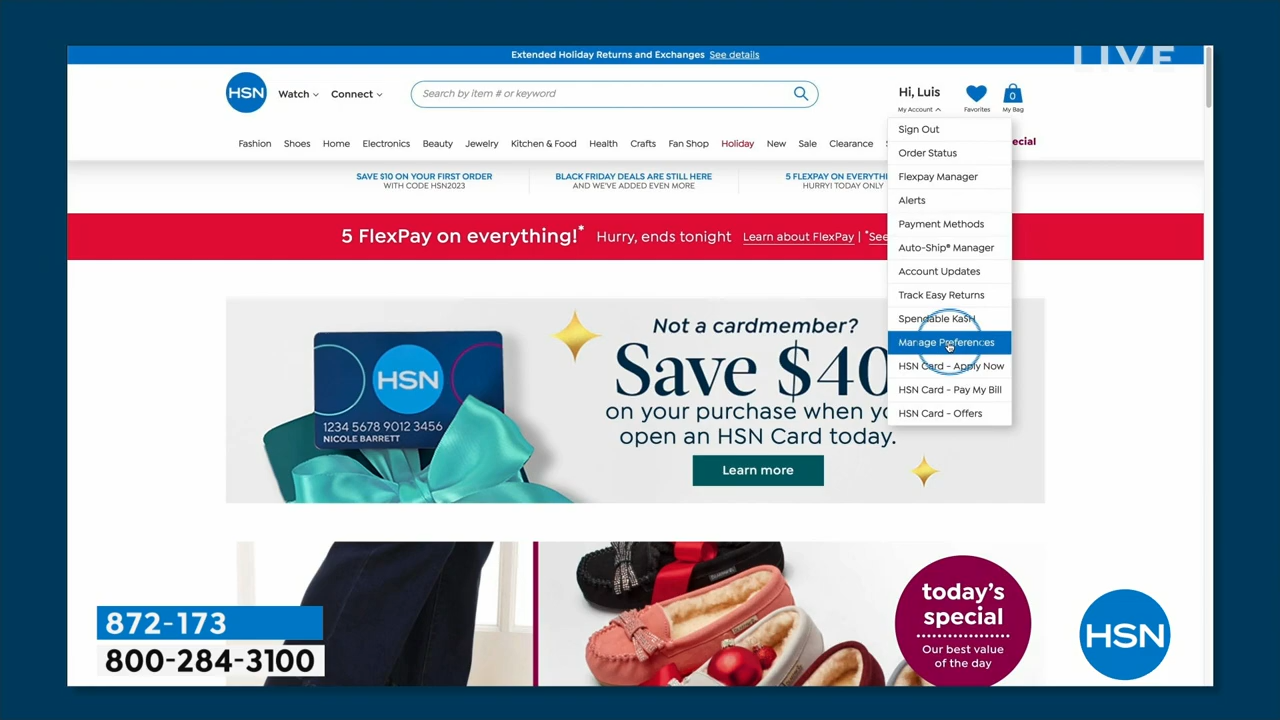 Extended Holiday Returns and Exchanges See details
LIVE
HSN
Watch
Connect
Search by item # or keyword
Hi, Luis
My Account
Favorites
0
My Bag
Fashion Shoes Home Electronics Beauty Jewelry Kitchen & Food Health Crafts Fan Shop Holiday New Sale Clearance
ecial
SAVE $10 ON YOUR FIRST ORDER
WITH CODE HSN2023
BLACK FRIDAY DEALS ARE STILL HERE
AND WE'VE ADDED EVEN MORE
5 FLEXPAY ON EVERYTHI
HURRY! TODAY ONLY
5 FlexPay on everything!* Hurry, ends tonight Learn about FlexPay | *See
Sign Out
Order Status
Flexpay Manager
Alerts
Payment Methods
Auto-Ship® Manager
Account Updates
Track Easy Returns
Spendable Ka$H
Manage Preferences
HSN Card - Apply Now
HSN Card - Pay My Bill
HSN Card - Offers
Not a cardmember?
Save $40
on your purchase when yo
open an HSN Card today.
Learn more
HSN
1234 5678 9012 3456
NICOLE BARRETT
today's
special
Our best value
of the day
872-173
800-284-3100
HSN